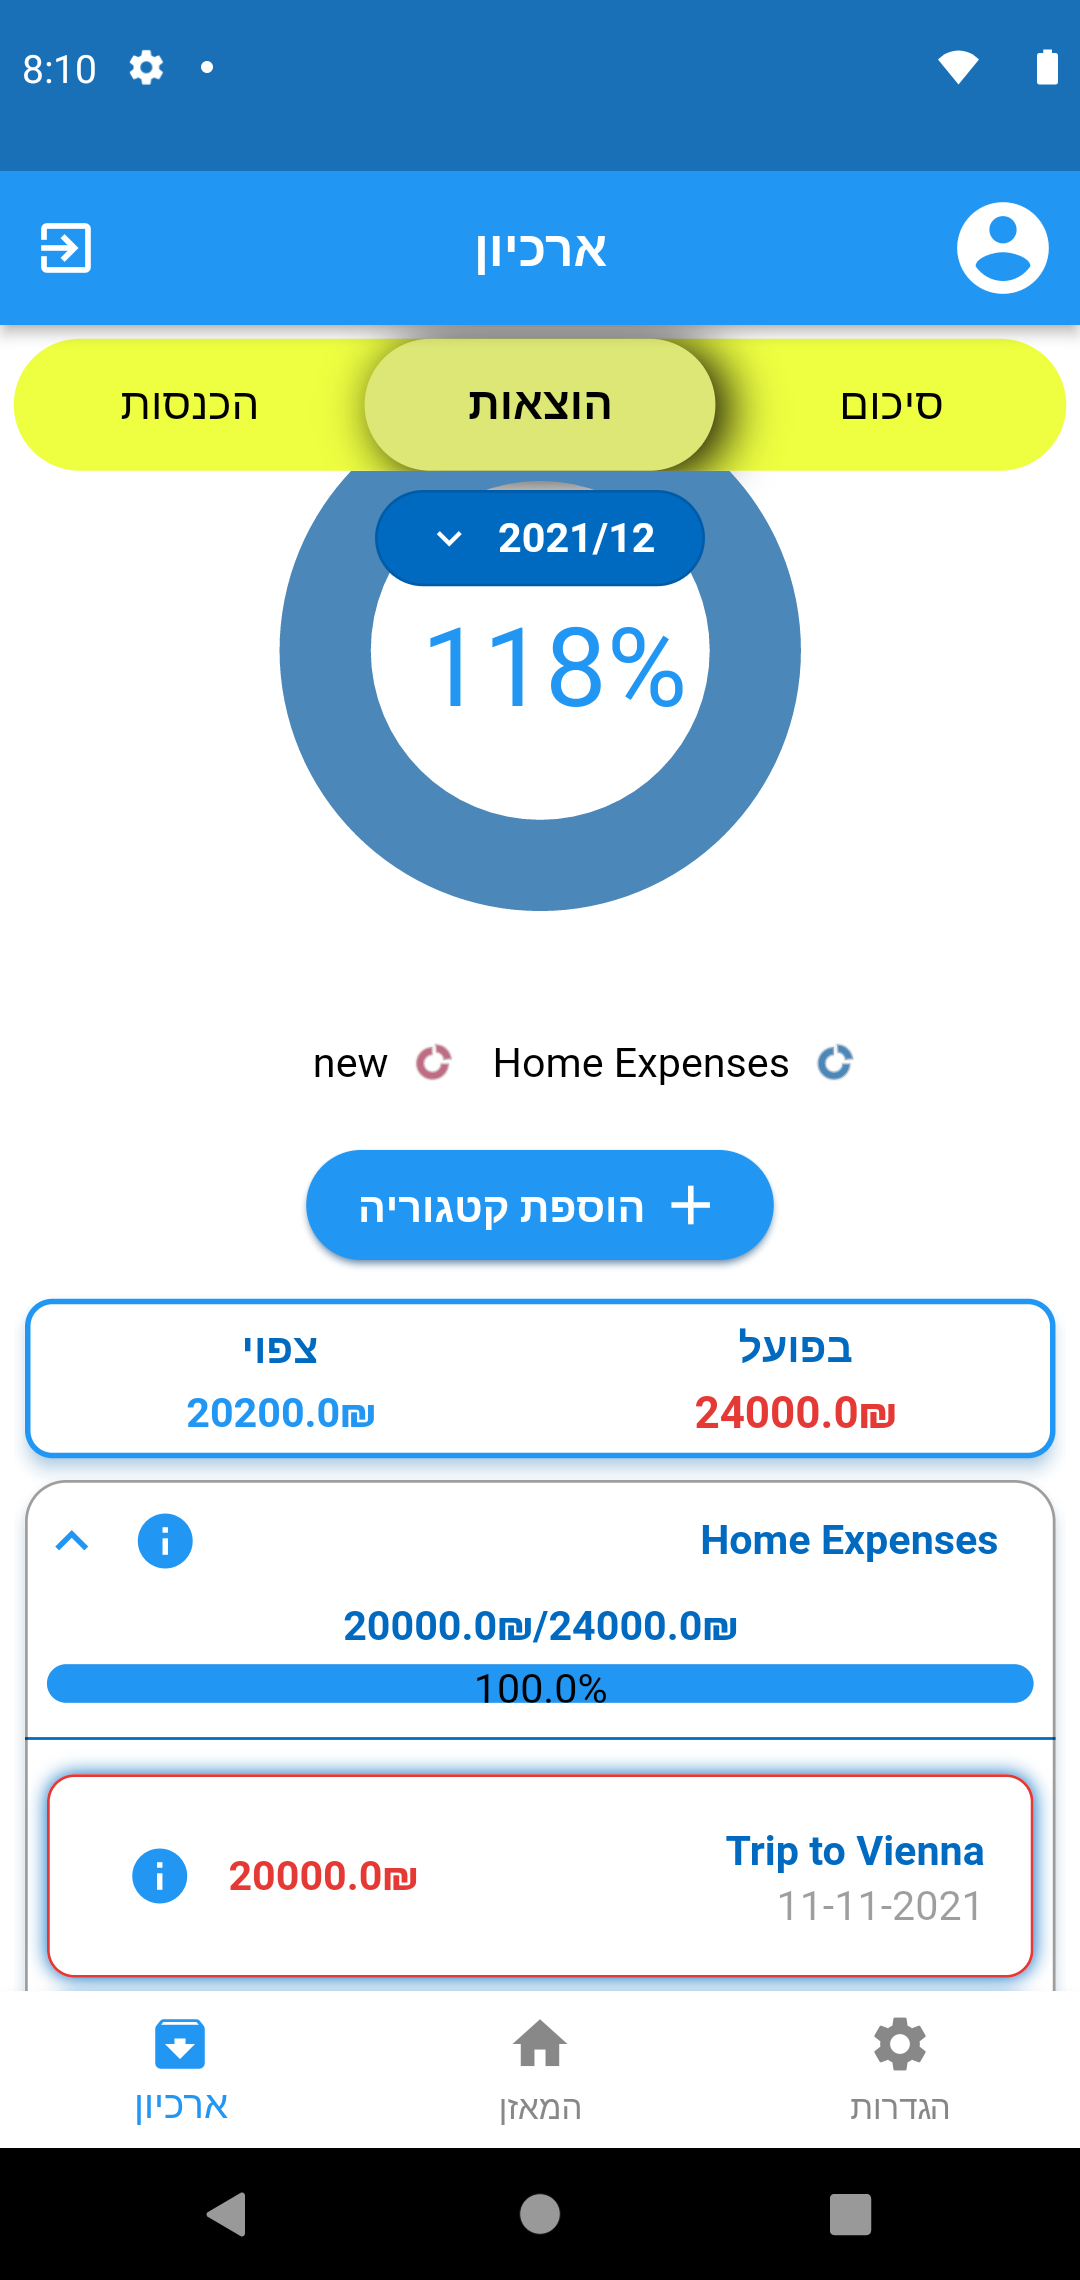 8:10
ארכיון
סיכום
הוצאות
הכנסות
2021/12
118%
Home Expenses
new
הוספת קטגוריה
בפועל
צפוי
24000.0₪
20200.0₪
Home Expenses
20000.0₪/24000.0₪
100.0%
Trip to Vienna
20000.0₪
11-11-2021
הגדרות
המאזן
ארכיון